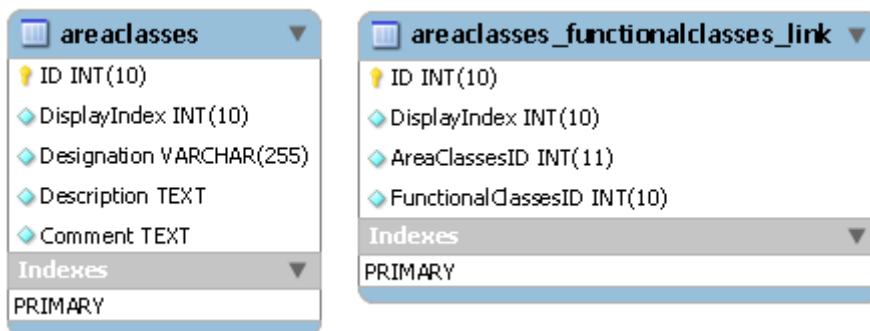 areaclasses
ID INT(10)
DisplayIndex INT(10)
Designation VARCHAR(255)
Description TEXT
Comment TEXT
Indexes
PRIMARY
areaclasses_functionalclasses_link
ID INT(10)
DisplayIndex INT(10)
AreaClassesID INT(11)
FunctionalClassesID INT(10)
Indexes
PRIMARY